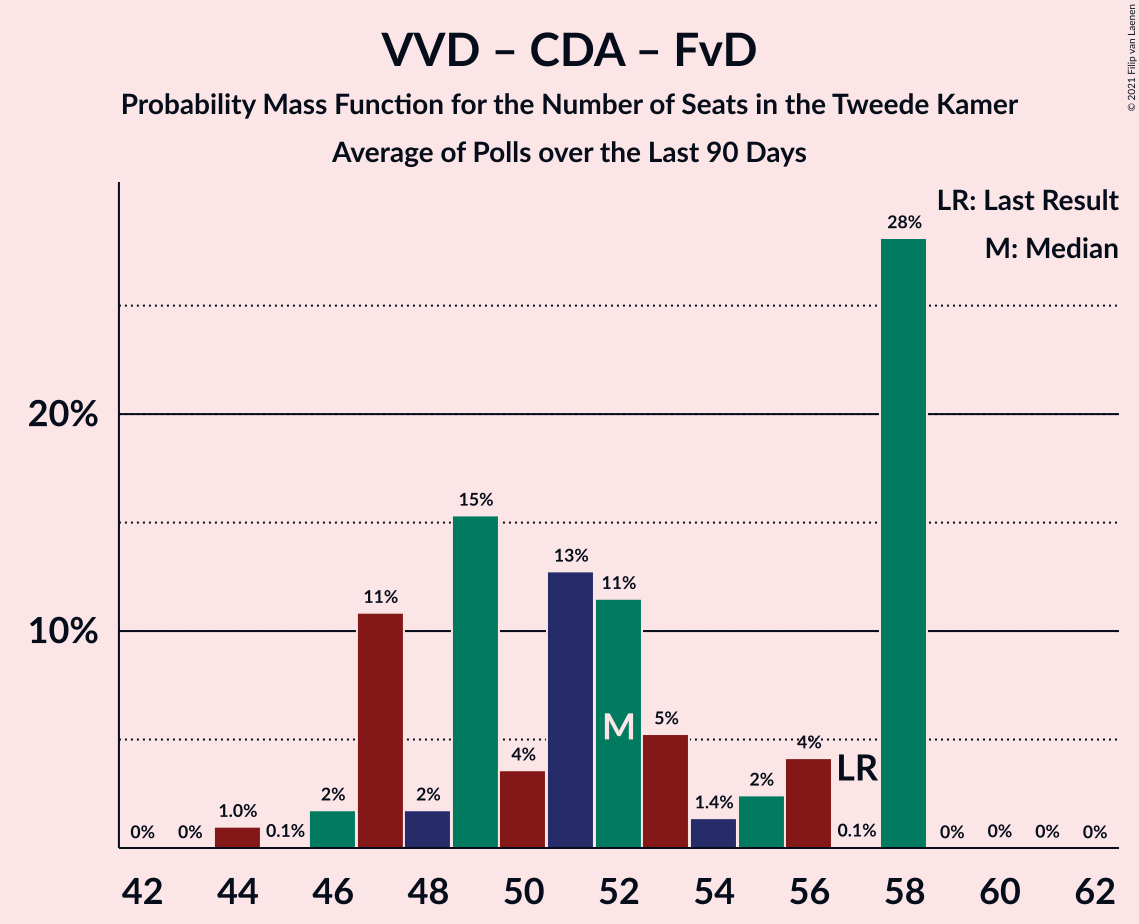 VVD – CDA – FvD
Probability Mass Function for the Number of Seats in the Tweede Kamer
Average of Polls over the Last 90 Days
© 2021 Filip van Laenen
LR: Last Result
M: Median
20%
10%
0%
0%
1.0%
0.1%
2%
11%
2%
15%
4%
13%
11%
5%
1.4%
2%
4%
0.1%
28%
0%
0%
0%
0%
M
LR
42 44 46 48 50 52 54 56 58 60 62